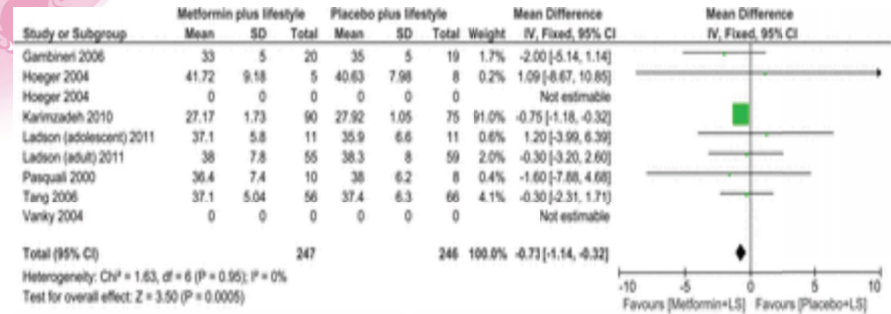 Metformin plus lifestyle Placebo plus lifestyle Mean Difference Mean Difference
Study or Subgroup Mean SD Total Mean SD Total Weight IV, Fixed, 95% CI IV, Fixed, 95% CI
Gambineri 2006 33 5 20 35 5 19 1.7% -2.00 [-5.14, 1.14]
Hoeger 2004 41.72 9.18 5 40.63 7.98 8 0.2% 1.09 [-8.67, 10.85]
Hoeger 2004 0 0 0 0 0 0 Not estimable
Karimzadeh 2010 27.17 1.73 90 27.92 1.05 75 91.0% -0.75 [-1.18, -0.32]
Ladson (adolescent) 2011 37.1 5.8 11 35.9 6.6 11 0.6% 1.20 [-3.99, 6.39]
Ladson (adult) 2011 38 7.8 55 38.3 8 59 2.0% -0.30 [-3.20, 2.60]
Pasquali 2000 36.4 7.4 10 38 6.2 8 0.4% -1.60 [-7.88, 4.68]
Tang 2006 37.1 5.04 56 37.4 6.3 66 4.1% -0.30 [-2.31, 1.71]
Vanky 2004 0 0 0 0 0 0 Not estimable
Total (95% CI) 247 246 100.0% -0.73 [-1.14, -0.32]
Heterogeneity: Chi² = 1.63, df = 6 (P = 0.95); I² = 0%
Test for overall effect: Z = 3.50 (P = 0.0005)
-10 -5 0 5 10
Favours [Metformin+LS] Favours [Placebo+LS]